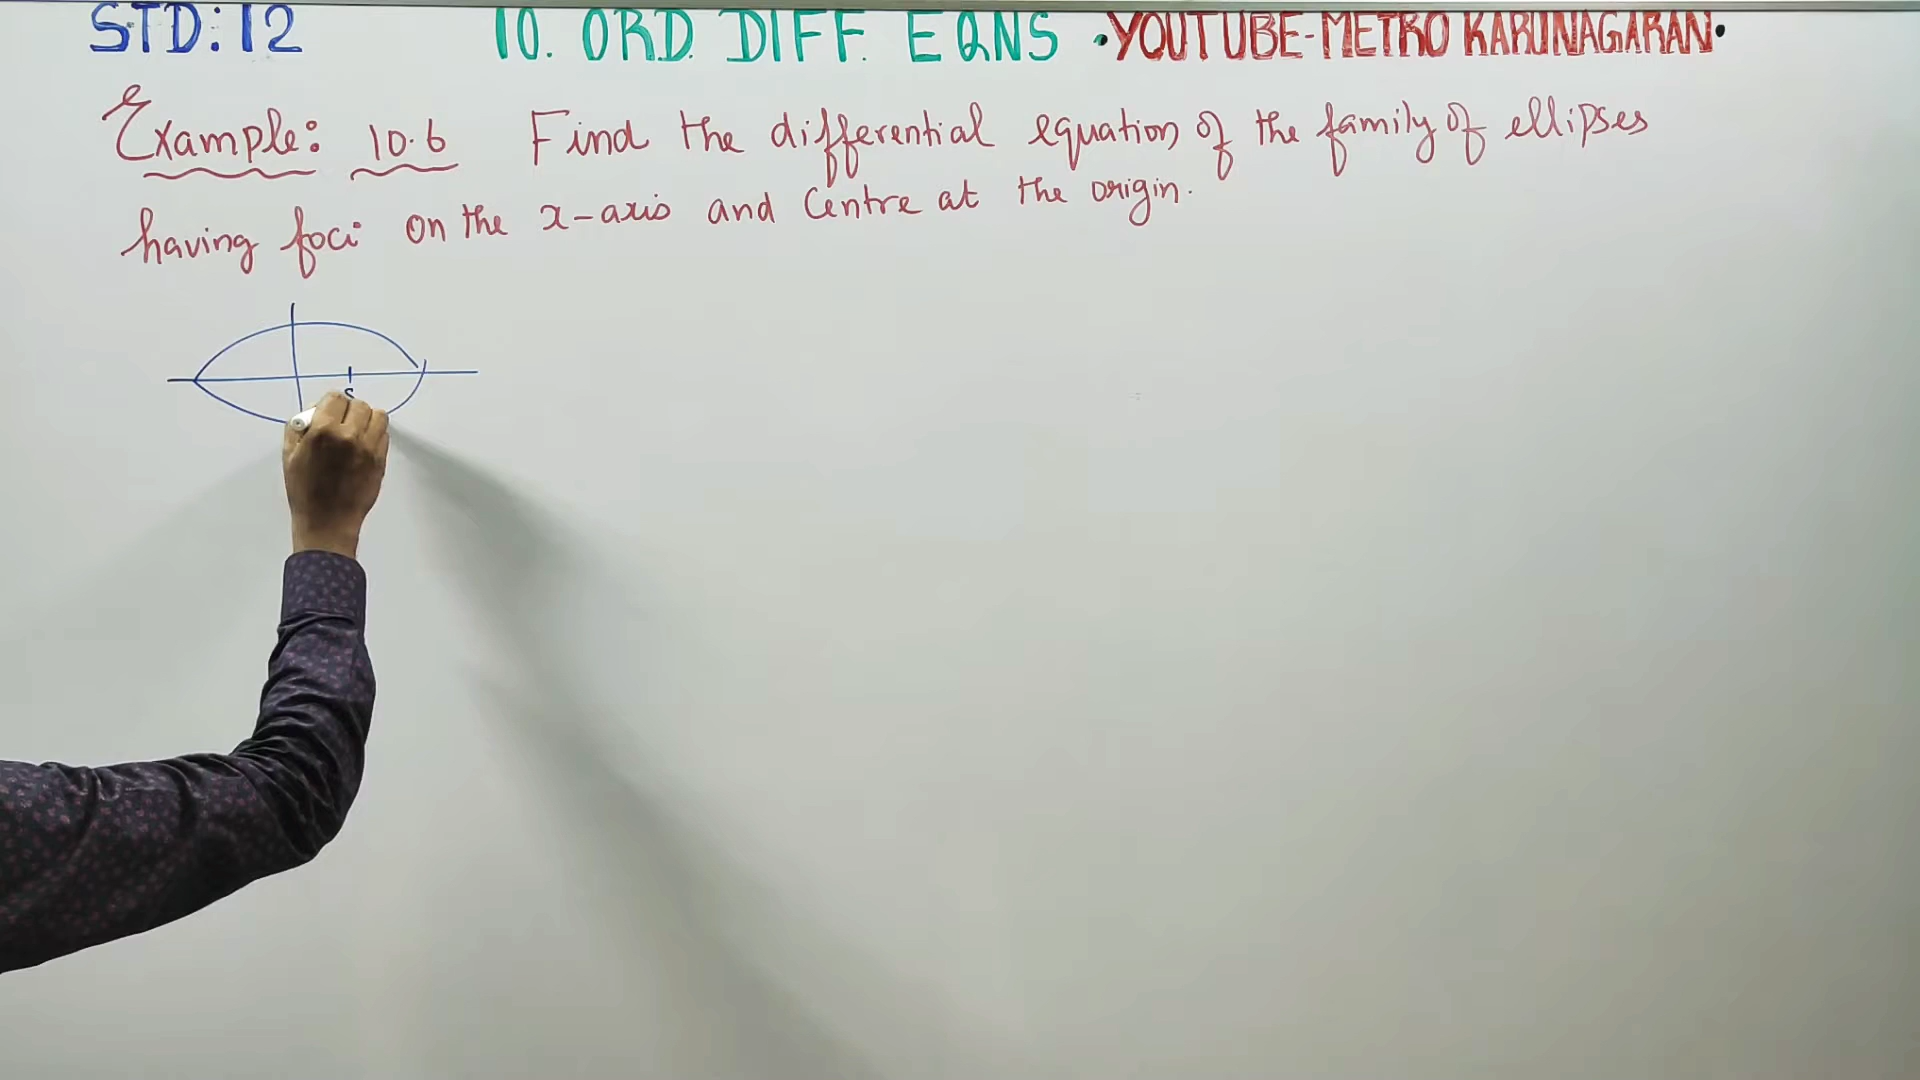 STD: 12 10. ORD. DIFF. EQNS •YOUTUBE-METRO KARUNAGARAN•
Example: 10.6 Find the differential equation of the family of ellipses
having foci on the x-axis and Centre at the origin.
S